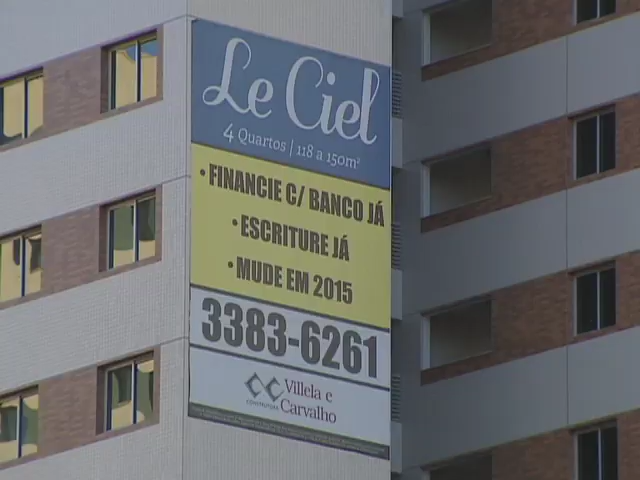 Le Ciel
4 Quartos | 118 a 150m²
• FINANCIE C/ BANCO JÁ
• ESCRITURE JÁ
• MUDE EM 2015
3383-6261
CONSTRUTORA
Villela e
Carvalho